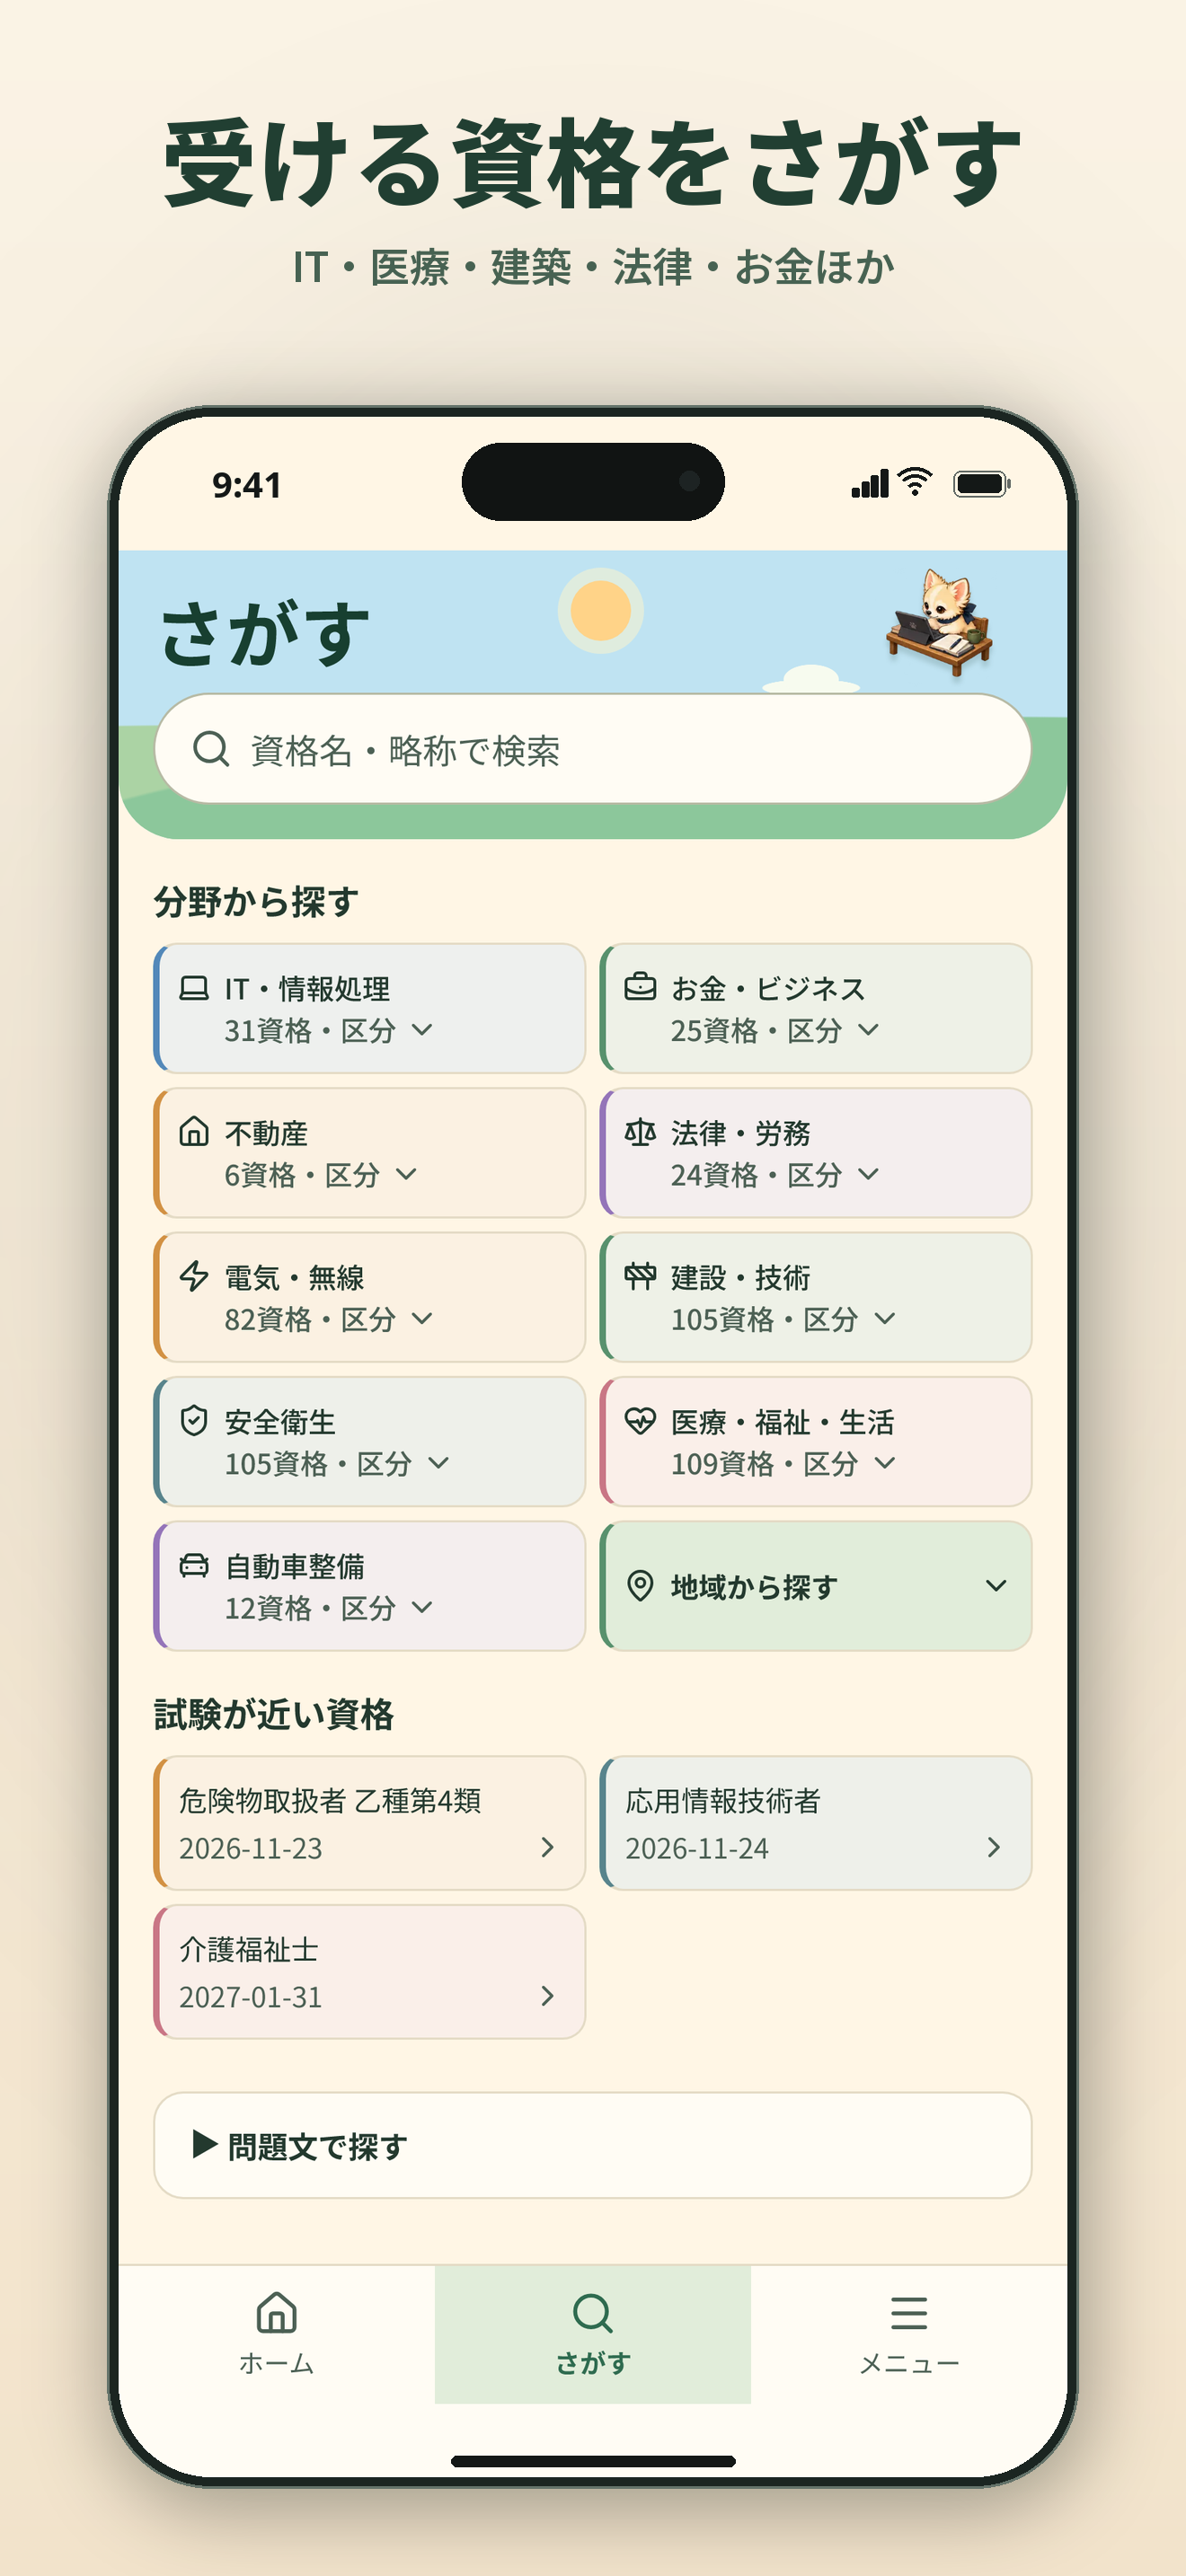 受ける資格をさがす
IT・医療・建築・法律・お金ほか
9:41
さがす
資格名・略称で検索
分野から探す
IT・情報処理
31資格・区分
お金・ビジネス
25資格・区分
不動産
6資格・区分
法律・労務
24資格・区分
電気・無線
82資格・区分
建設・技術
105資格・区分
安全衛生
105資格・区分
医療・福祉・生活
109資格・区分
自動車整備
12資格・区分
地域から探す
試験が近い資格
危険物取扱者 乙種第4類
2026-11-23
応用情報技術者
2026-11-24
介護福祉士
2027-01-31
▶ 問題文で探す
ホーム
さがす
メニュー